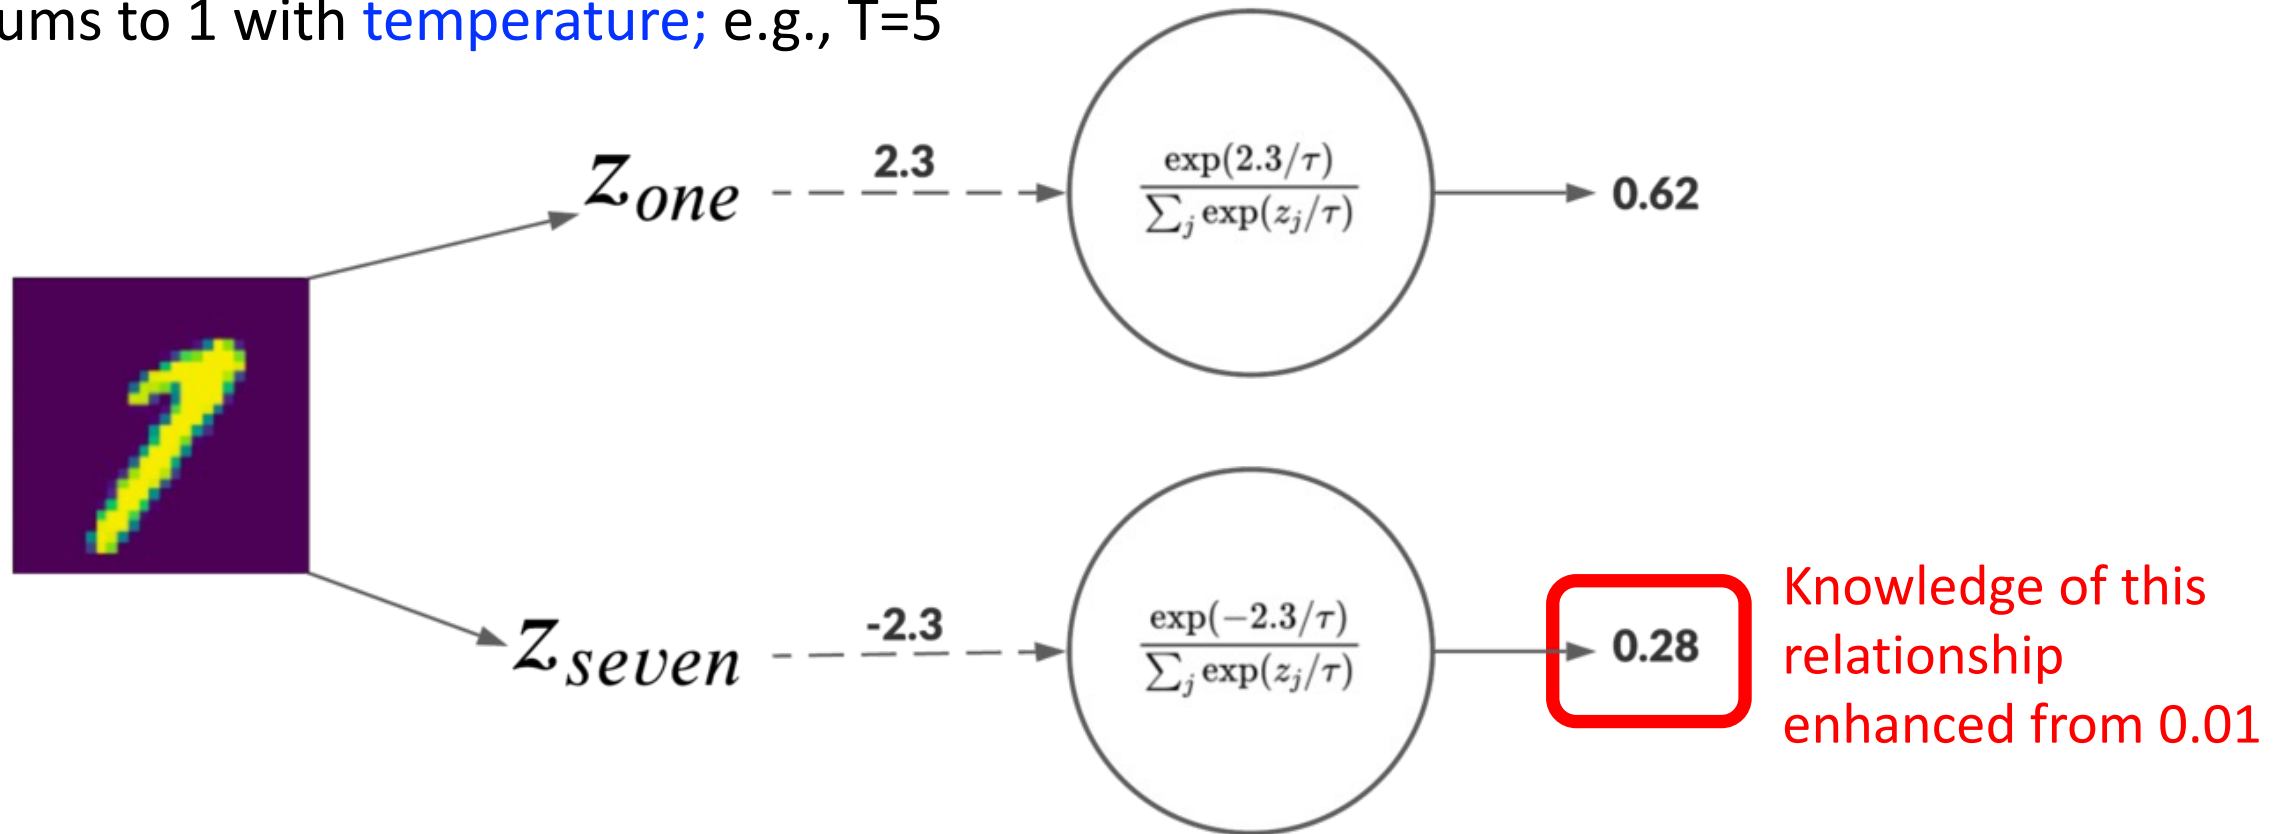 ums to 1 with temperature; e.g., T=5
z_one
2.3
exp(2.3/τ)
∑_j exp(z_j/τ)
0.62
z_seven
-2.3
exp(−2.3/τ)
∑_j exp(z_j/τ)
0.28
Knowledge of this
relationship
enhanced from 0.01